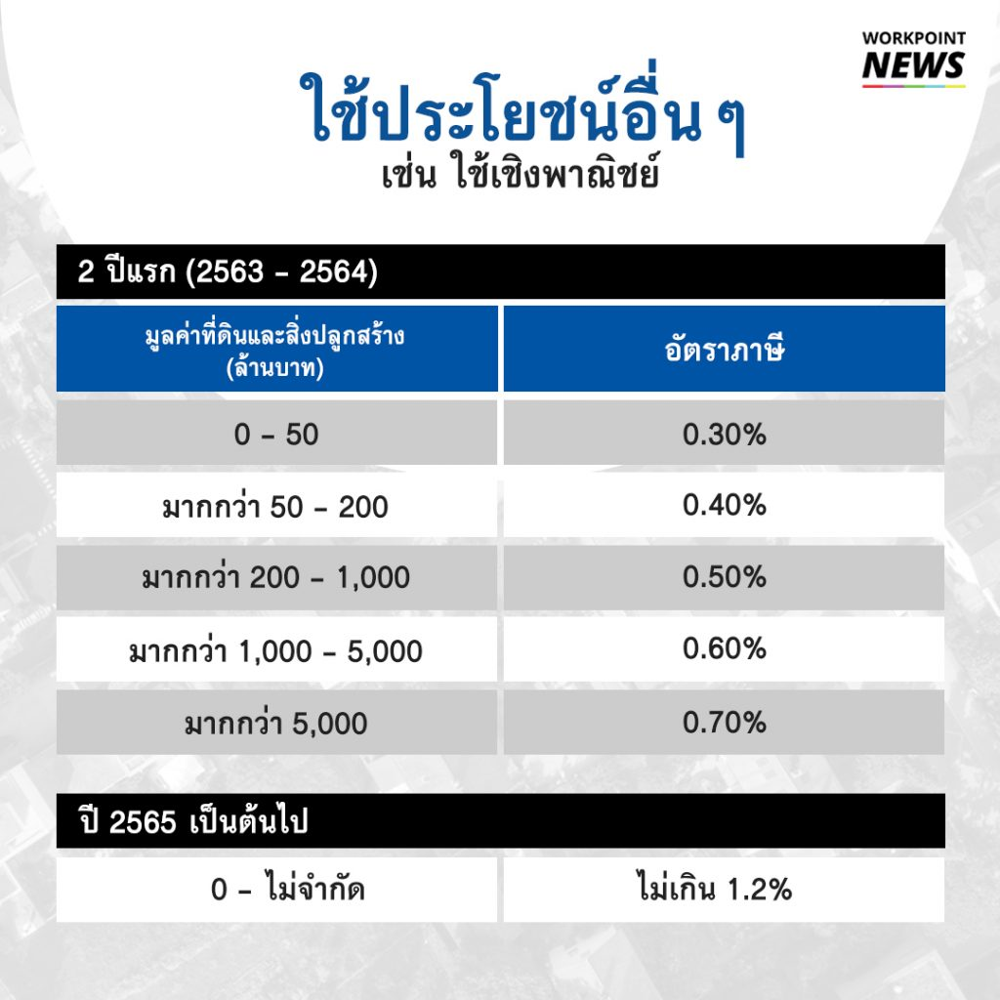 WORKPOINT
NEWS
ใช้ประโยชน์อื่น ๆ
เช่น ใช้เชิงพาณิชย์
2 ปีแรก (2563 – 2564)
มูลค่าที่ดินและสิ่งปลูกสร้าง
(ล้านบาท)
อัตราภาษี
0 – 50
0.30%
มากกว่า 50 – 200
0.40%
มากกว่า 200 – 1,000
0.50%
มากกว่า 1,000 – 5,000
0.60%
มากกว่า 5,000
0.70%
ปี 2565 เป็นต้นไป
0 – ไม่จำกัด
ไม่เกิน 1.2%